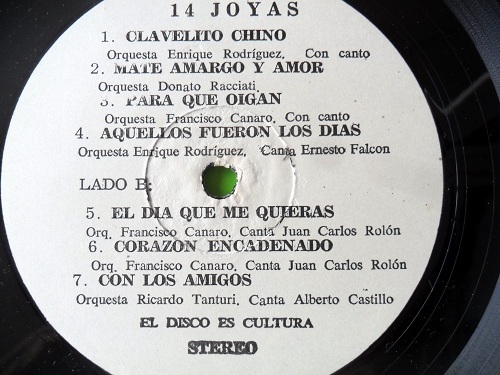 14 JOYAS
1. CLAVELITO CHINO
Orquesta Enrique Rodríguez, Con canto
2. MATE AMARGO Y AMOR
Orquesta Donato Racciati.
3. PARA QUE OIGAN
Orquesta Francisco Canaro, Con canto
4. AQUELLOS FUERON LOS DIAS
Orquesta Enrique Rodríguez, Canta Ernesto Falcon
LADO B:
5. EL DIA QUE ME QUIERAS
Orq. Francisco Canaro, Canta Juan Carlos Rolón
6. CORAZON ENCADENADO
Orq. Francisco Canaro, Canta Juan Carlos Rolón
7. CON LOS AMIGOS
Orquesta Ricardo Tanturi, Canta Alberto Castillo
EL DISCO ES CULTURA
STEREO